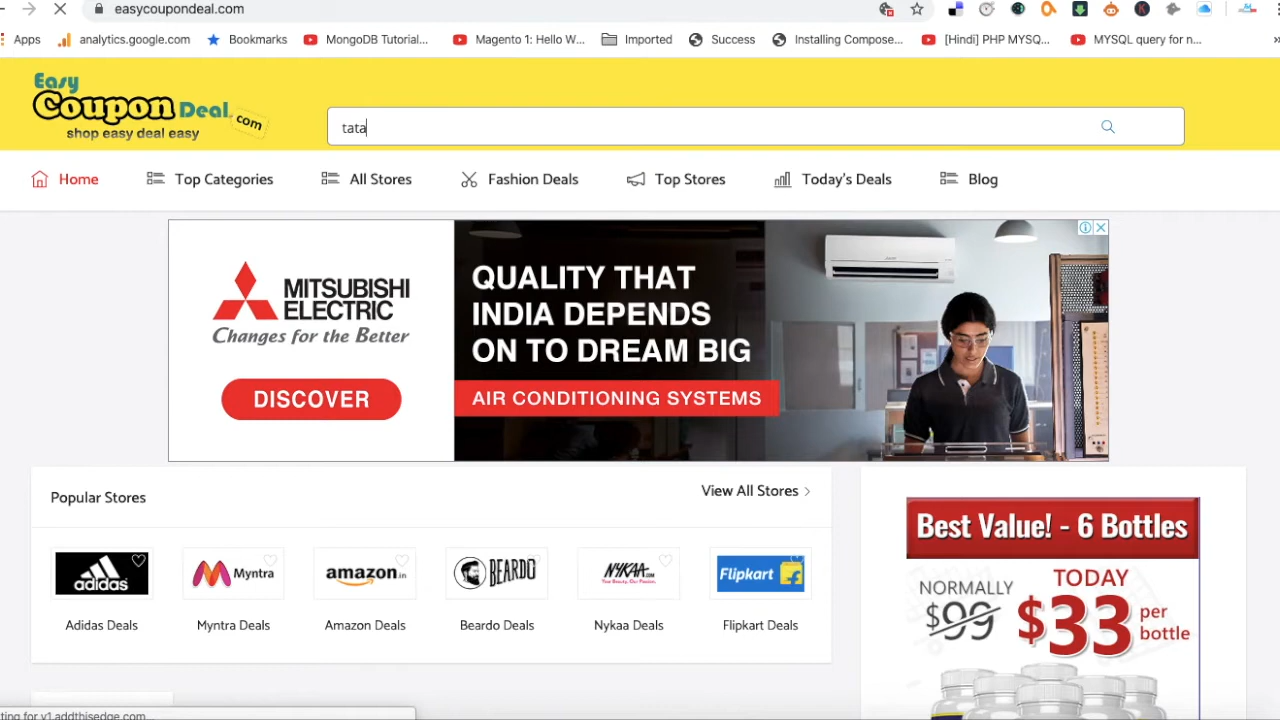 easycoupondeal.com
Apps analytics.google.com Bookmarks MongoDB Tutorial... Magento 1: Hello W... Imported Success Installing Compose... [Hindi] PHP MYSQ... MYSQL query for n... »
Easy
Coupon Deal .com
shop easy deal easy
tata
Home Top Categories All Stores Fashion Deals Top Stores Today's Deals Blog
MITSUBISHI
ELECTRIC
Changes for the Better
DISCOVER
QUALITY THAT
INDIA DEPENDS
ON TO DREAM BIG
AIR CONDITIONING SYSTEMS
Popular Stores
View All Stores >
adidas Myntra amazon.in BEARDO NYKAA.COM Flipkart
Your Beauty. Our Passion.
Adidas Deals Myntra Deals Amazon Deals Beardo Deals Nykaa Deals Flipkart Deals
Best Value! - 6 Bottles
NORMALLY
$99
TODAY
$33 per
bottle
ting for v1.addthisedge.com...